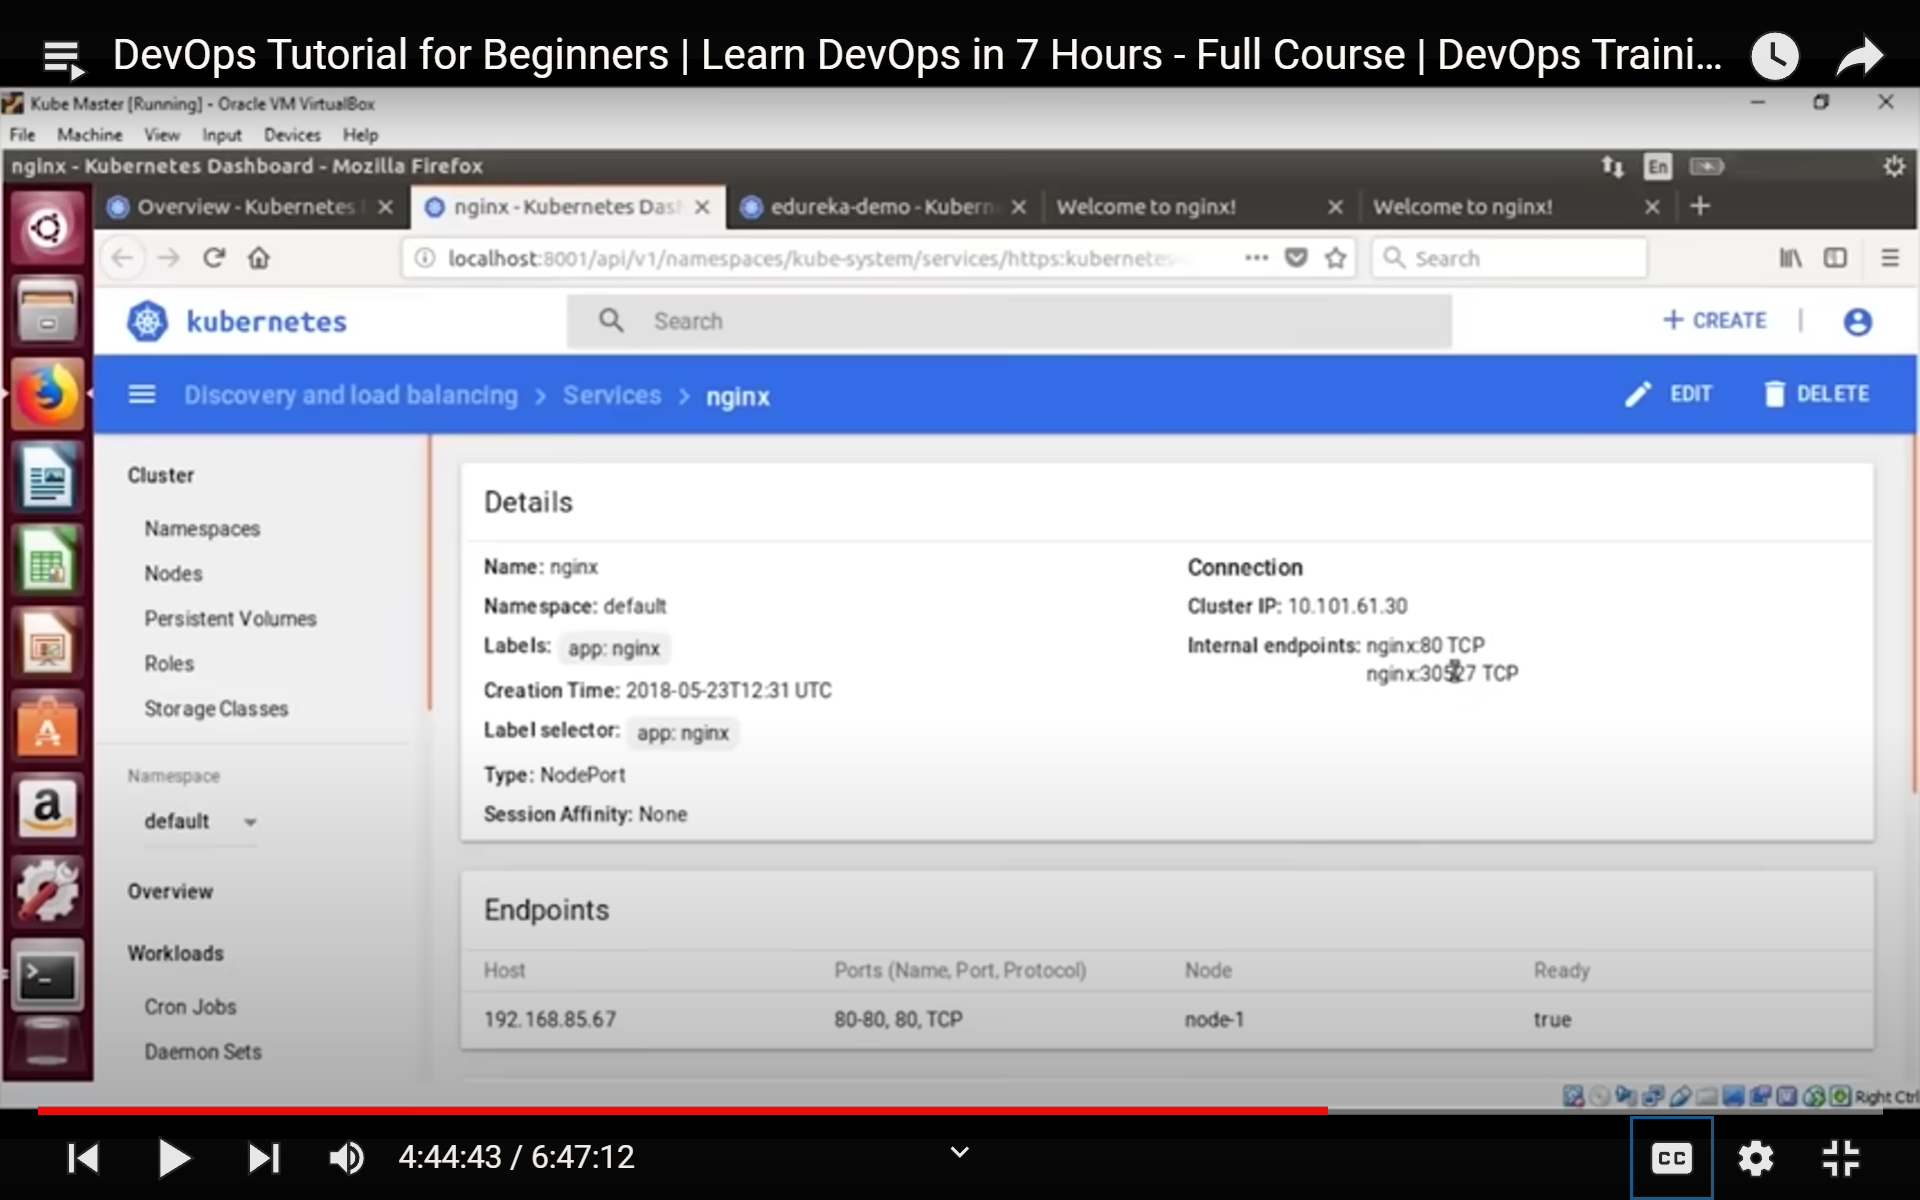 DevOps Tutorial for Beginners | Learn DevOps in 7 Hours - Full Course | DevOps Traini...
Kube Master [Running] - Oracle VM VirtualBox
File Machine View Input Devices Help
nginx - Kubernetes Dashboard - Mozilla Firefox
En
Overview - Kubernetes
nginx - Kubernetes Das
edureka-demo - Kubern
Welcome to nginx!
Welcome to nginx!
localhost:8001/api/v1/namespaces/kube-system/services/https:kubernetes-
Search
kubernetes
Search
+ CREATE |
Discovery and load balancing > Services > nginx
EDIT DELETE
Cluster
Namespaces
Nodes
Persistent Volumes
Roles
Storage Classes
Namespace
default
Overview
Workloads
Cron Jobs
Daemon Sets
Details
Name: nginx
Namespace: default
Labels: app: nginx
Creation Time: 2018-05-23T12:31 UTC
Label selector: app: nginx
Type: NodePort
Session Affinity: None
Connection
Cluster IP: 10.101.61.30
Internal endpoints: nginx:80 TCP
nginx:30527 TCP
Endpoints
Host Ports (Name, Port, Protocol) Node Ready
192.168.85.67 80-80, 80, TCP node-1 true
Right Ctrl
4:44:43 / 6:47:12
CC